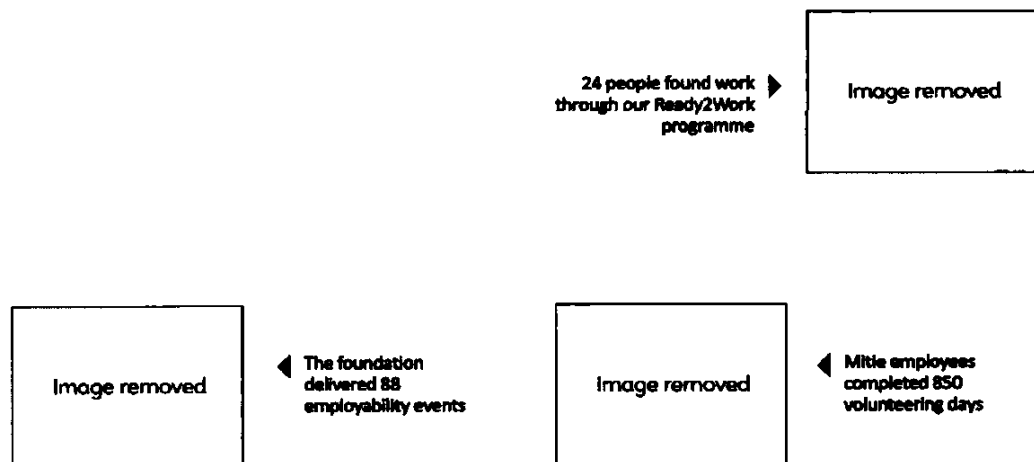 24 people found work
through our Ready2Work
programme
Image removed
Image removed
The foundation
delivered 88
employability events
Image removed
Mitie employees
completed 850
volunteering days